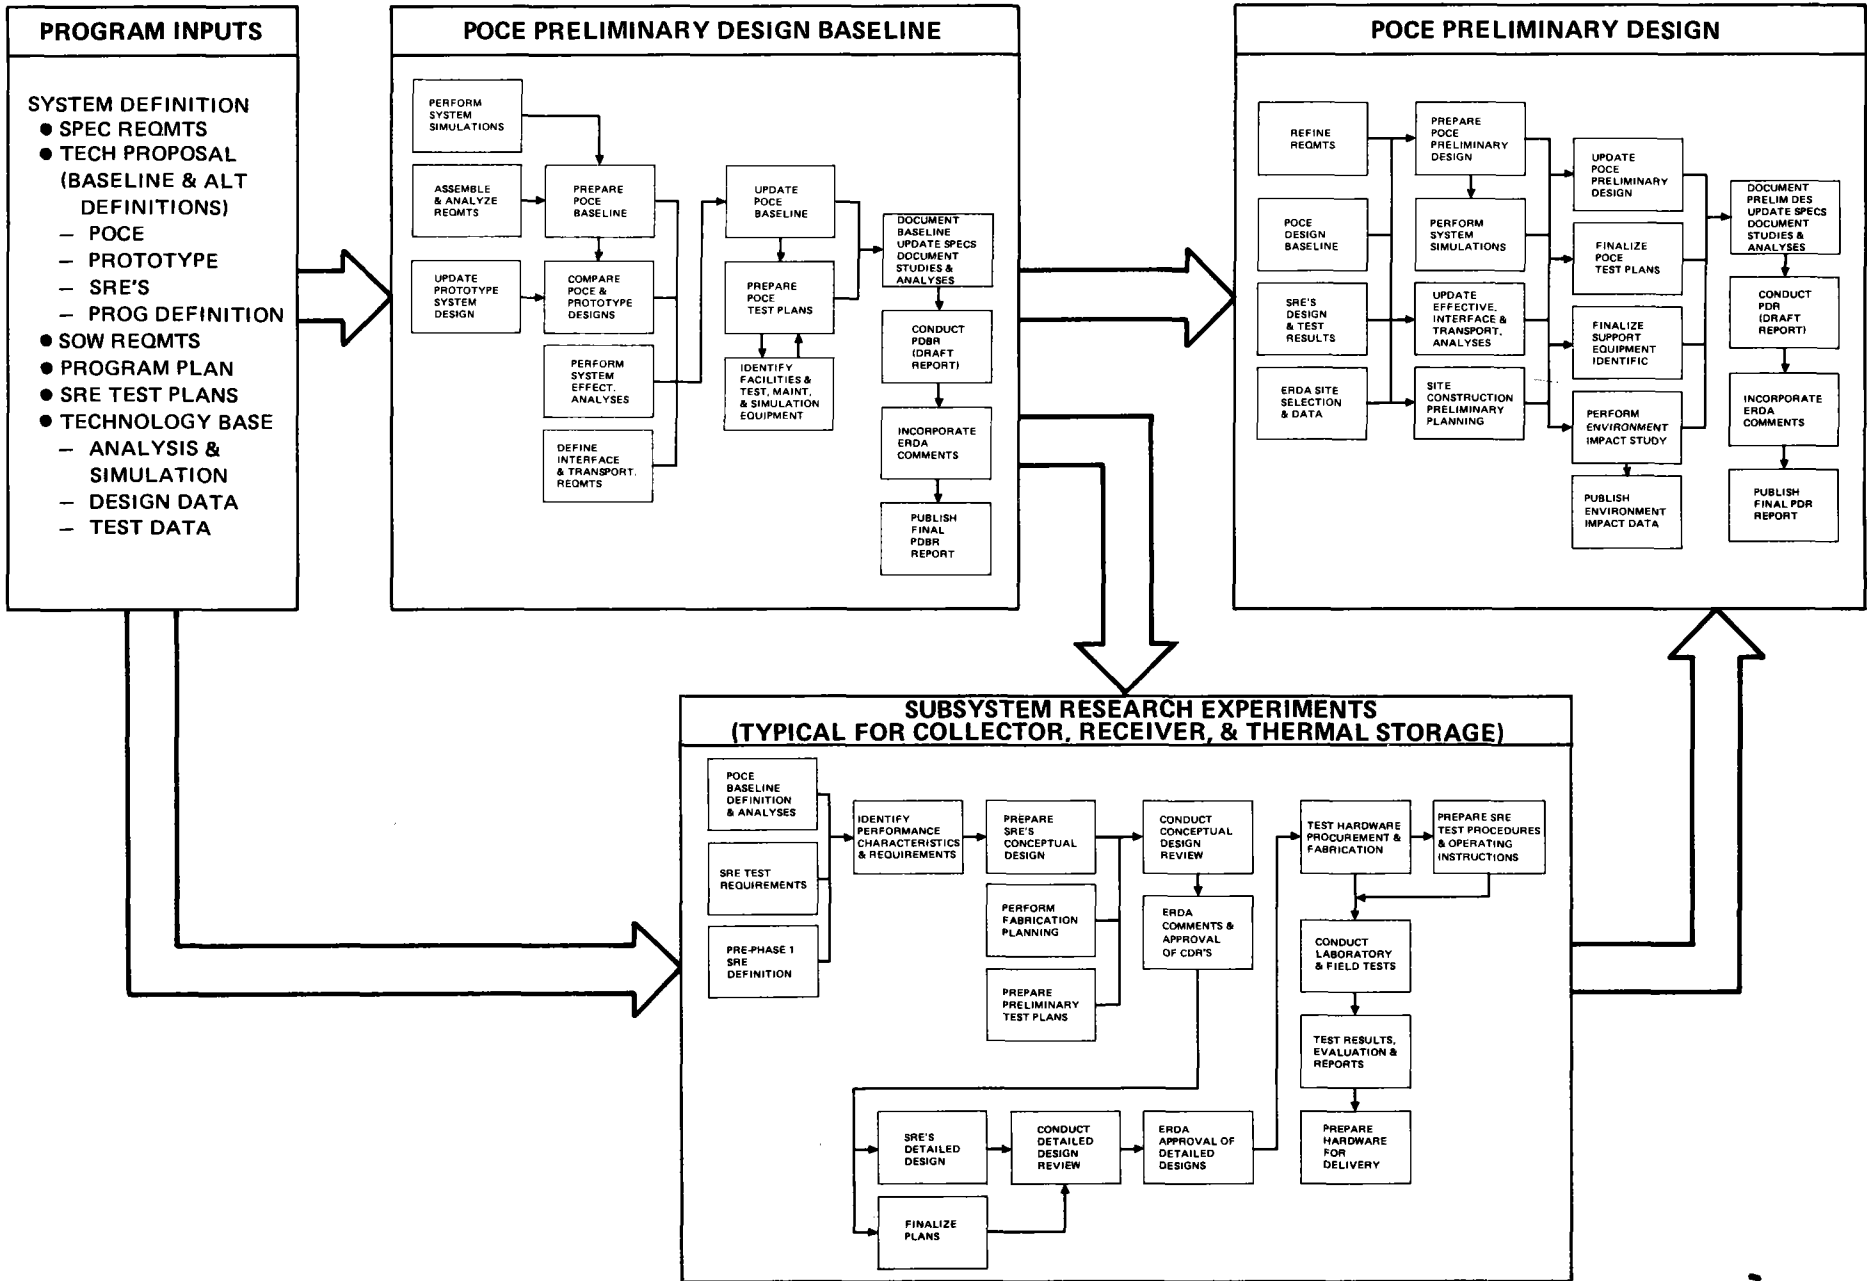 PROGRAM INPUTS
SYSTEM DEFINITION
● SPEC REQMTS
● TECH PROPOSAL
(BASELINE & ALT
DEFINITIONS)
— POCE
— PROTOTYPE
— SRE'S
— PROG DEFINITION
● SOW REQMTS
● PROGRAM PLAN
● SRE TEST PLANS
● TECHNOLOGY BASE
— ANALYSIS &
SIMULATION
— DESIGN DATA
— TEST DATA
POCE PRELIMINARY DESIGN BASELINE
PERFORM
SYSTEM
SIMULATIONS
ASSEMBLE
& ANALYZE
REQMTS
UPDATE
PROTOTYPE
SYSTEM
DESIGN
PREPARE
POCE
BASELINE
COMPARE
POCE &
PROTOTYPE
DESIGNS
PERFORM
SYSTEM
EFFECT.
ANALYSES
DEFINE
INTERFACE
& TRANSPORT.
REQMTS
UPDATE
POCE
BASELINE
PREPARE
POCE
TEST PLANS
IDENTIFY
FACILITIES &
TEST, MAINT,
& SIMULATION
EQUIPMENT
DOCUMENT
BASELINE
UPDATE SPECS
DOCUMENT
STUDIES &
ANALYSES
CONDUCT
PDBR
(DRAFT
REPORT)
INCORPORATE
ERDA
COMMENTS
PUBLISH
FINAL
PDBR
REPORT
POCE PRELIMINARY DESIGN
REFINE
REQMTS
POCE
DESIGN
BASELINE
SRE'S
DESIGN
& TEST
RESULTS
ERDA SITE
SELECTION
& DATA
PREPARE
POCE
PRELIMINARY
DESIGN
PERFORM
SYSTEM
SIMULATIONS
UPDATE
EFFECTIVE,
INTERFACE &
TRANSPORT.
ANALYSES
SITE
CONSTRUCTION
PRELIMINARY
PLANNING
UPDATE
POCE
PRELIMINARY
DESIGN
FINALIZE
POCE
TEST PLANS
FINALIZE
SUPPORT
EQUIPMENT
IDENTIFIC
PERFORM
ENVIRONMENT
IMPACT STUDY
PUBLISH
ENVIRONMENT
IMPACT DATA
DOCUMENT
PRELIM DES
UPDATE SPECS
DOCUMENT
STUDIES &
ANALYSES
CONDUCT
PDR
(DRAFT
REPORT)
INCORPORATE
ERDA
COMMENTS
PUBLISH
FINAL PDR
REPORT
SUBSYSTEM RESEARCH EXPERIMENTS
(TYPICAL FOR COLLECTOR, RECEIVER, & THERMAL STORAGE)
POCE
BASELINE
DEFINITION
& ANALYSES
SRE TEST
REQUIREMENTS
PRE-PHASE 1
SRE
DEFINITION
IDENTIFY
PERFORMANCE
CHARACTERISTICS
& REQUIREMENTS
PREPARE
SRE'S
CONCEPTUAL
DESIGN
PERFORM
FABRICATION
PLANNING
PREPARE
PRELIMINARY
TEST PLANS
CONDUCT
CONCEPTUAL
DESIGN
REVIEW
ERDA
COMMENTS &
APPROVAL
OF CDR'S
SRE'S
DETAILED
DESIGN
FINALIZE
PLANS
CONDUCT
DETAILED
DESIGN
REVIEW
ERDA
APPROVAL OF
DETAILED
DESIGNS
TEST HARDWARE
PROCUREMENT &
FABRICATION
PREPARE SRE
TEST PROCEDURES
& OPERATING
INSTRUCTIONS
CONDUCT
LABORATORY
& FIELD TESTS
TEST RESULTS,
EVALUATION &
REPORTS
PREPARE
HARDWARE
FOR
DELIVERY